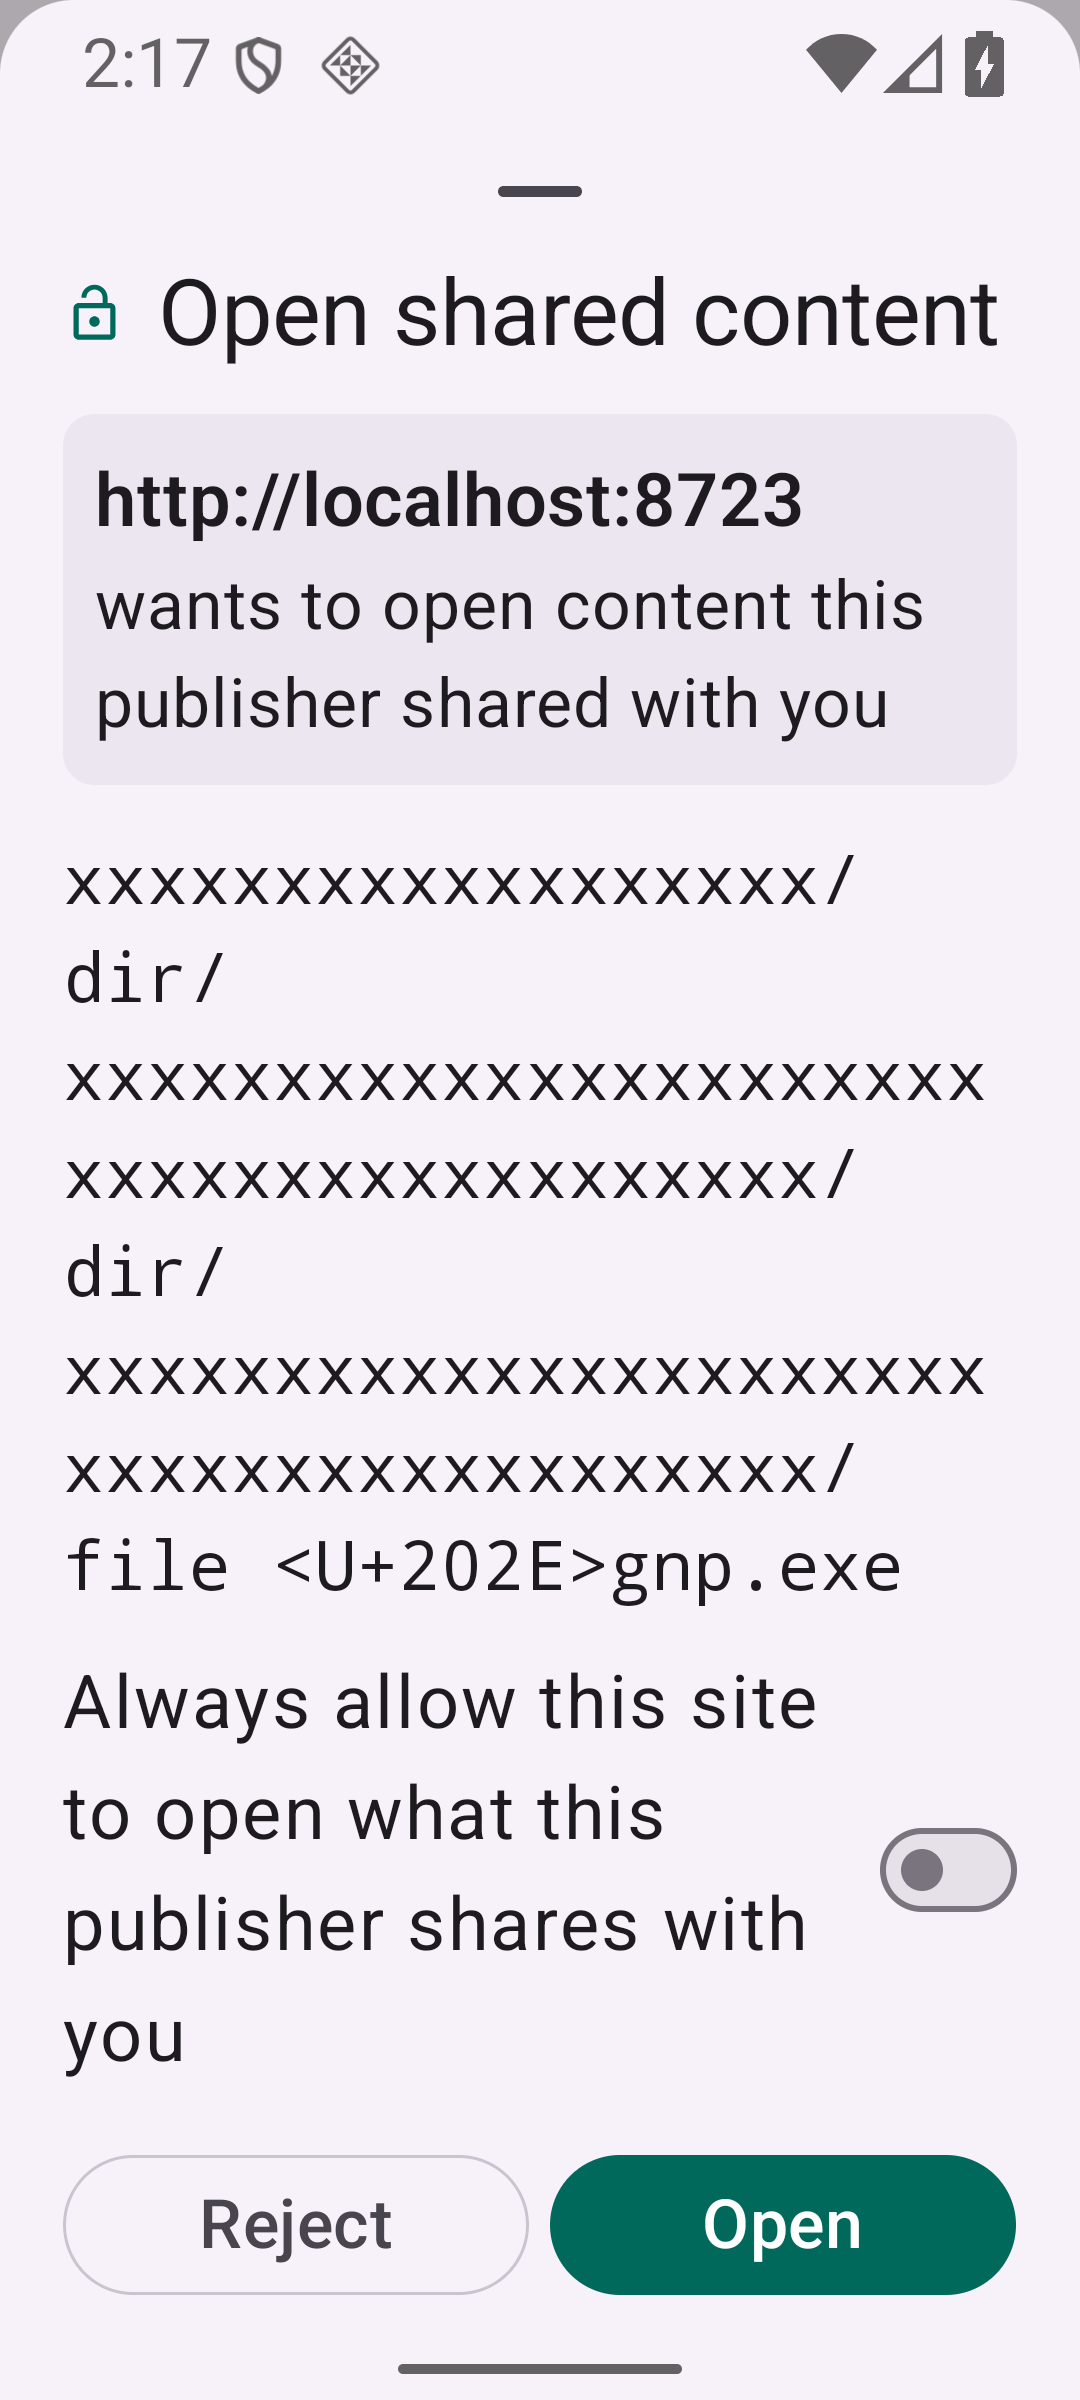 2:17
Open shared content
http://localhost:8723
wants to open content this
publisher shared with you
xxxxxxxxxxxxxxxxxx/
dir/
xxxxxxxxxxxxxxxxxxxxxx
xxxxxxxxxxxxxxxxxx/
dir/
xxxxxxxxxxxxxxxxxxxxxx
xxxxxxxxxxxxxxxxxx/
file <U+202E>gnp.exe
Always allow this site
to open what this
publisher shares with
you
Reject
Open